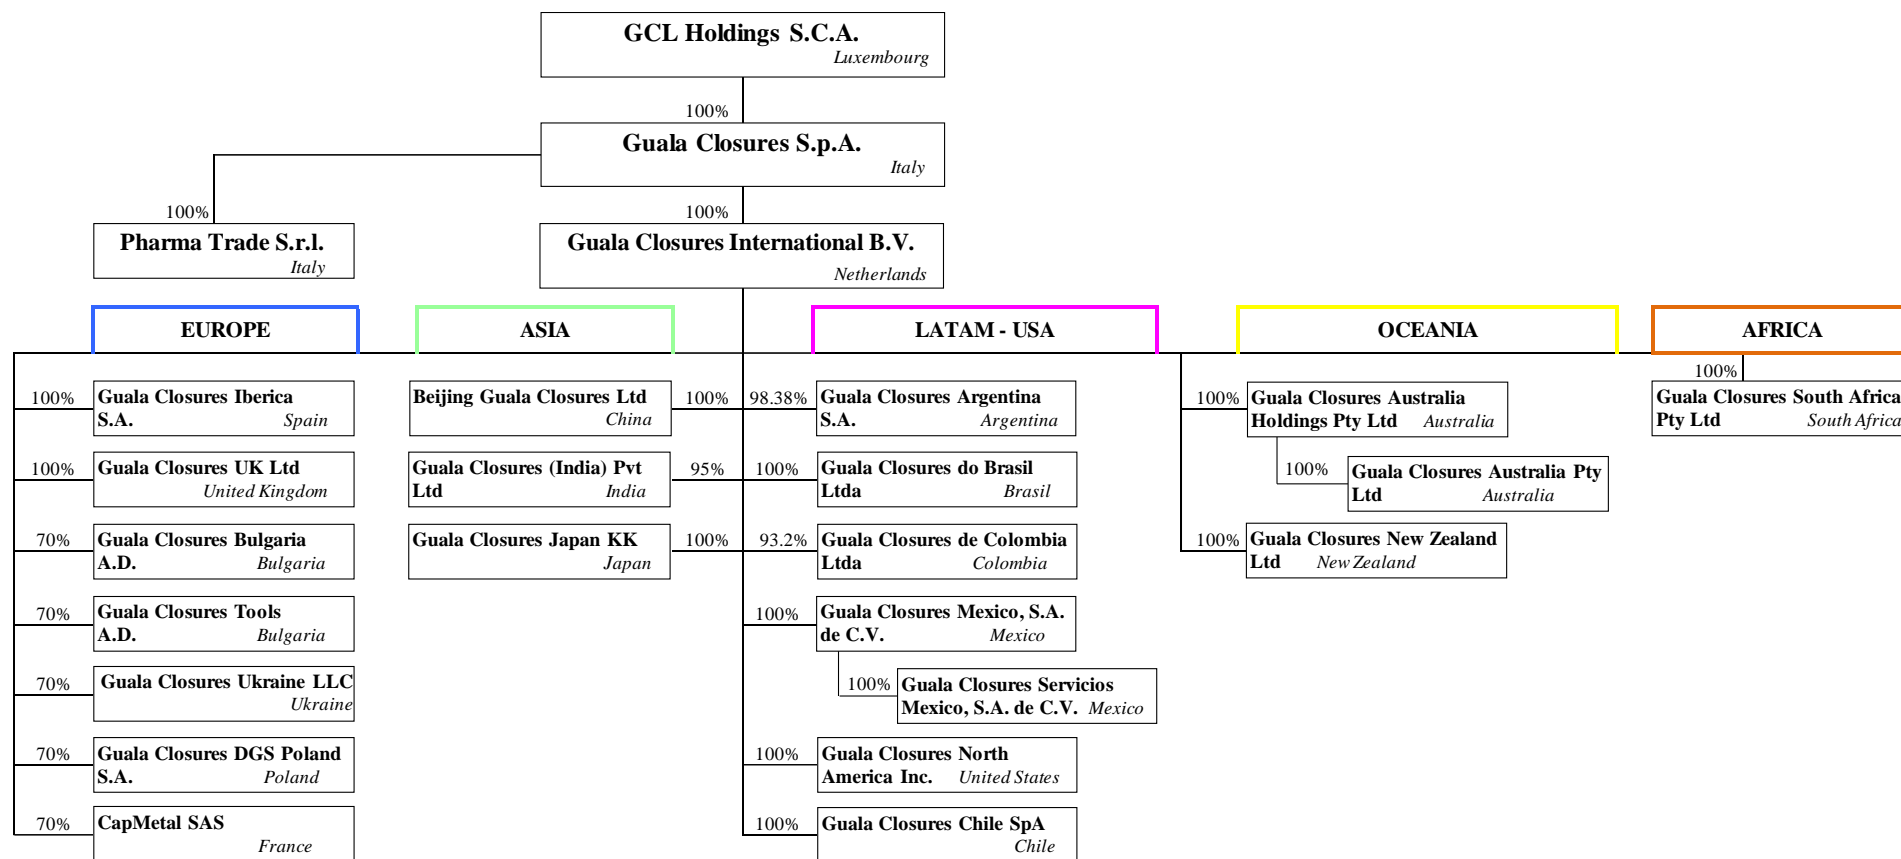 GCL Holdings S.C.A.
Luxembourg
100%
Guala Closures S.p.A.
Italy
100%
100%
Pharma Trade S.r.l.
Italy
Guala Closures International B.V.
Netherlands
EUROPE
ASIA
LATAM - USA
OCEANIA
AFRICA
100%
Guala Closures Iberica
S.A. Spain
100%
Guala Closures UK Ltd
United Kingdom
70%
Guala Closures Bulgaria
A.D. Bulgaria
70%
Guala Closures Tools
A.D. Bulgaria
70%
Guala Closures Ukraine LLC
Ukraine
70%
Guala Closures DGS Poland
S.A. Poland
70%
CapMetal SAS
France
Beijing Guala Closures Ltd
China
100%
Guala Closures (India) Pvt
Ltd India
95%
Guala Closures Japan KK
Japan
100%
98.38%
Guala Closures Argentina
S.A. Argentina
100%
Guala Closures do Brasil
Ltda Brasil
93.2%
Guala Closures de Colombia
Ltda Colombia
100%
Guala Closures Mexico, S.A.
de C.V. Mexico
100%
Guala Closures Servicios
Mexico, S.A. de C.V. Mexico
100%
Guala Closures North
America Inc. United States
100%
Guala Closures Chile SpA
Chile
100%
Guala Closures Australia
Holdings Pty Ltd Australia
100%
Guala Closures Australia Pty
Ltd Australia
100%
Guala Closures New Zealand
Ltd New Zealand
100%
Guala Closures South Africa
Pty Ltd South Africa